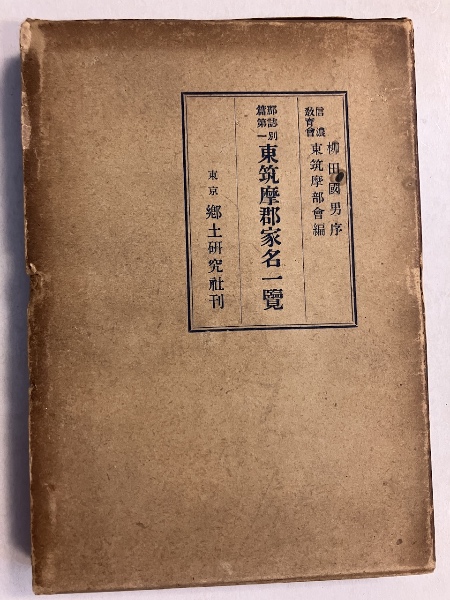 柳田國男序
信濃教育會 東筑摩部會編
郡誌別篇第一 東筑摩郡家名一覽
東京 鄕土研究社刊